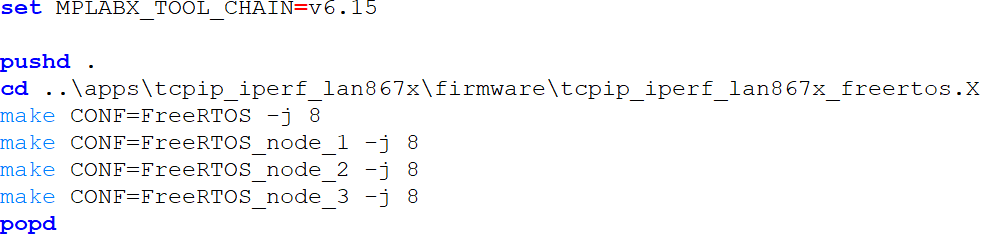 set MPLABX_TOOL_CHAIN=v6.15
pushd .
cd ..\apps\tcpip_iperf_lan867x\firmware\tcpip_iperf_lan867x_freertos.X
make CONF=FreeRTOS -j 8
make CONF=FreeRTOS_node_1 -j 8
make CONF=FreeRTOS_node_2 -j 8
make CONF=FreeRTOS_node_3 -j 8
popd